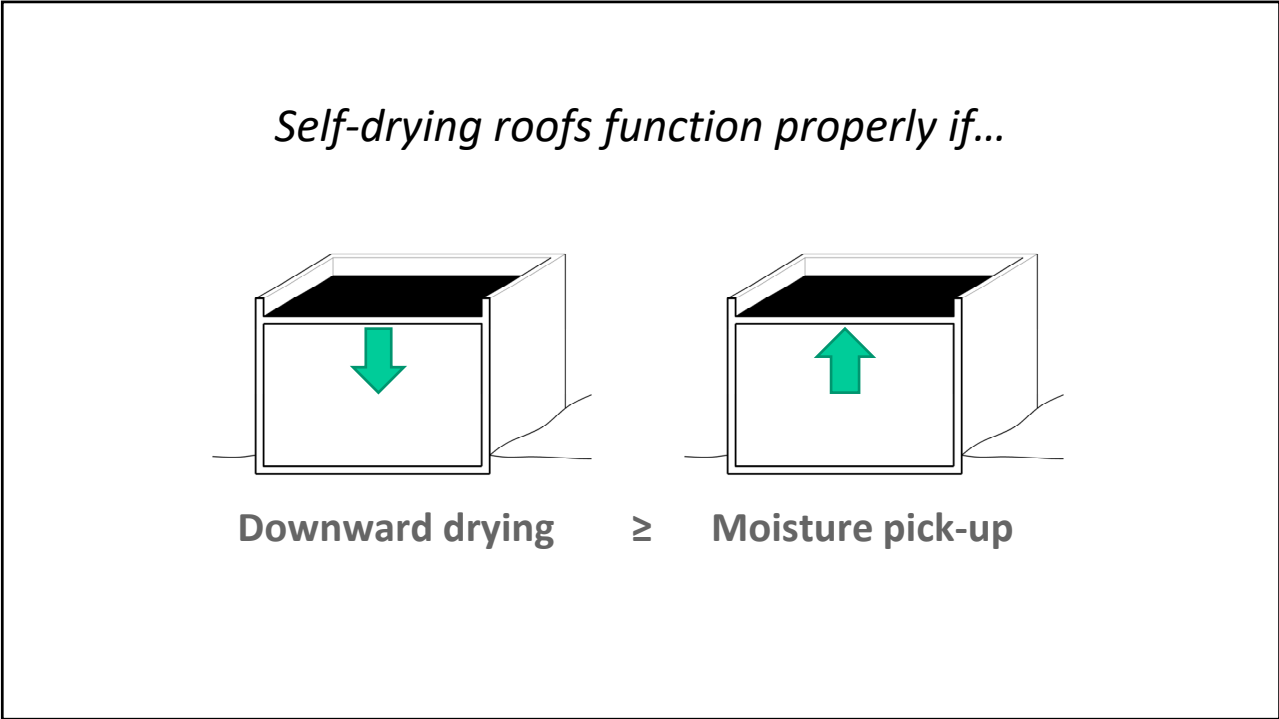 Self-drying roofs function properly if…
Downward drying ≥ Moisture pick-up